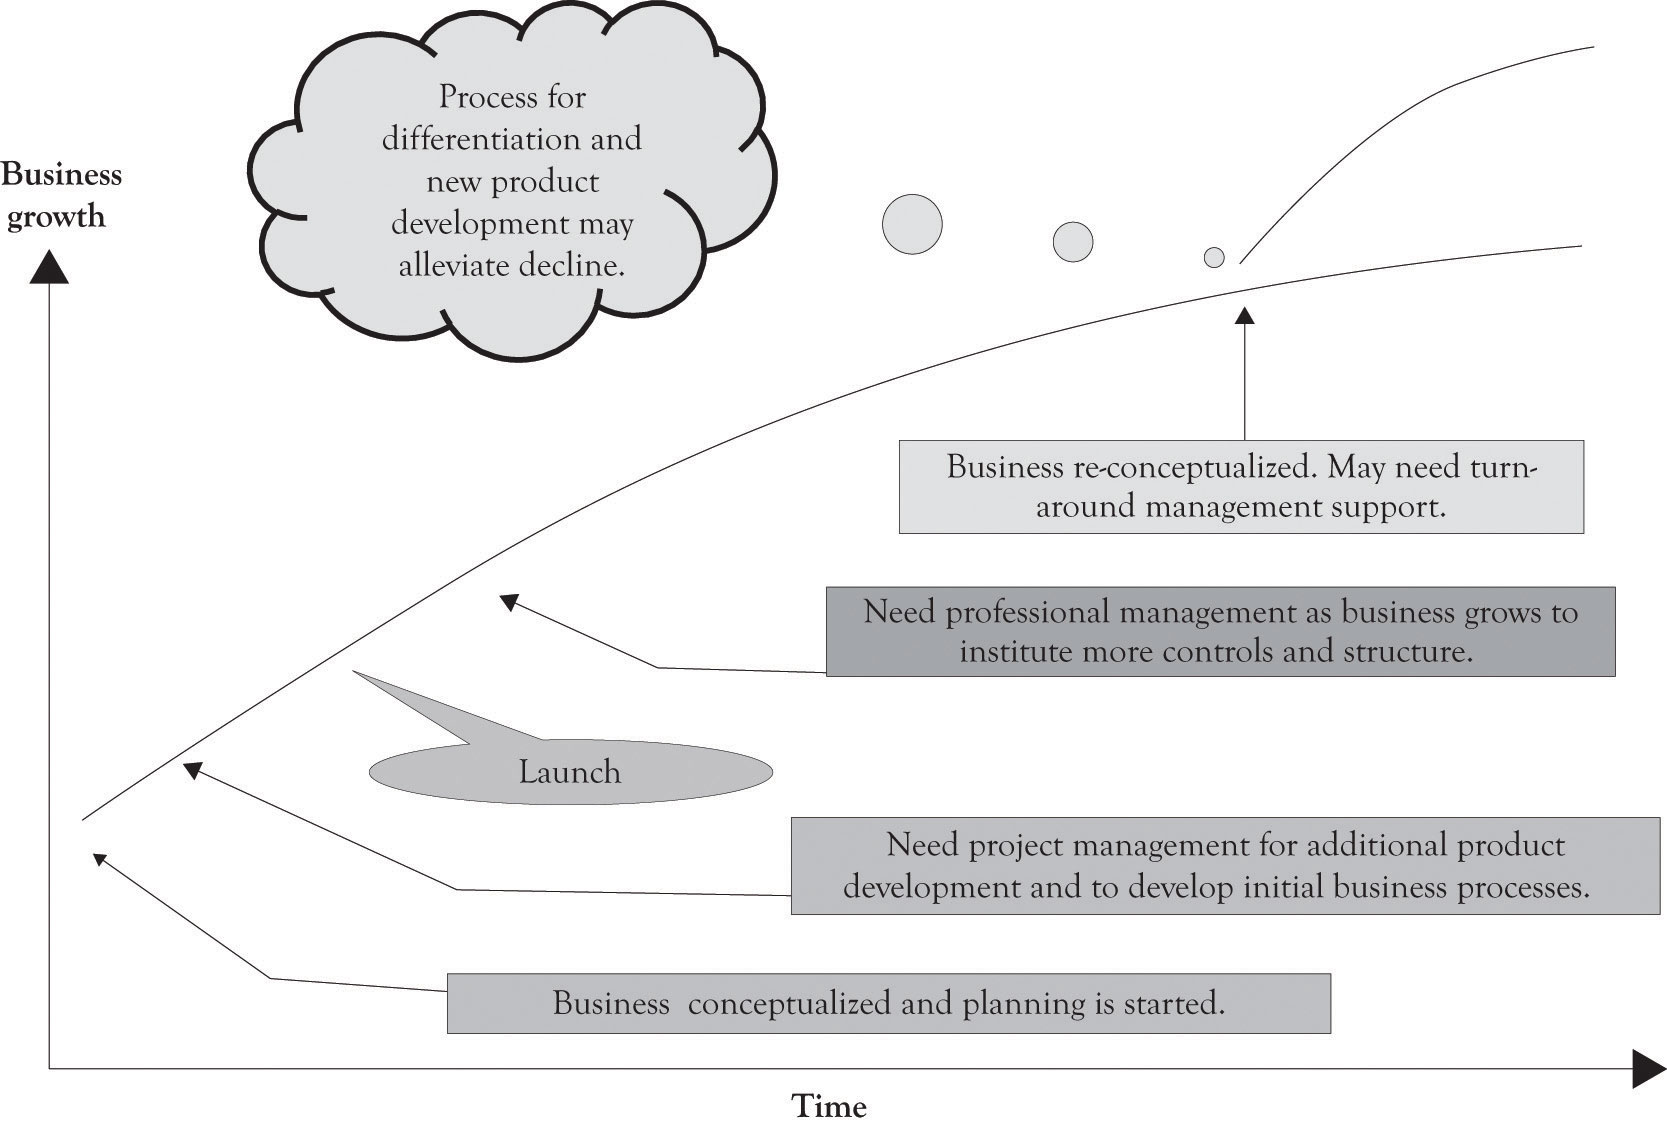 Process for
differentiation and
new product
development may
alleviate decline.
Business
growth
Business re-conceptualized. May need turn-
around management support.
Need professional management as business grows to
institute more controls and structure.
Launch
Need project management for additional product
development and to develop initial business processes.
Business conceptualized and planning is started.
Time